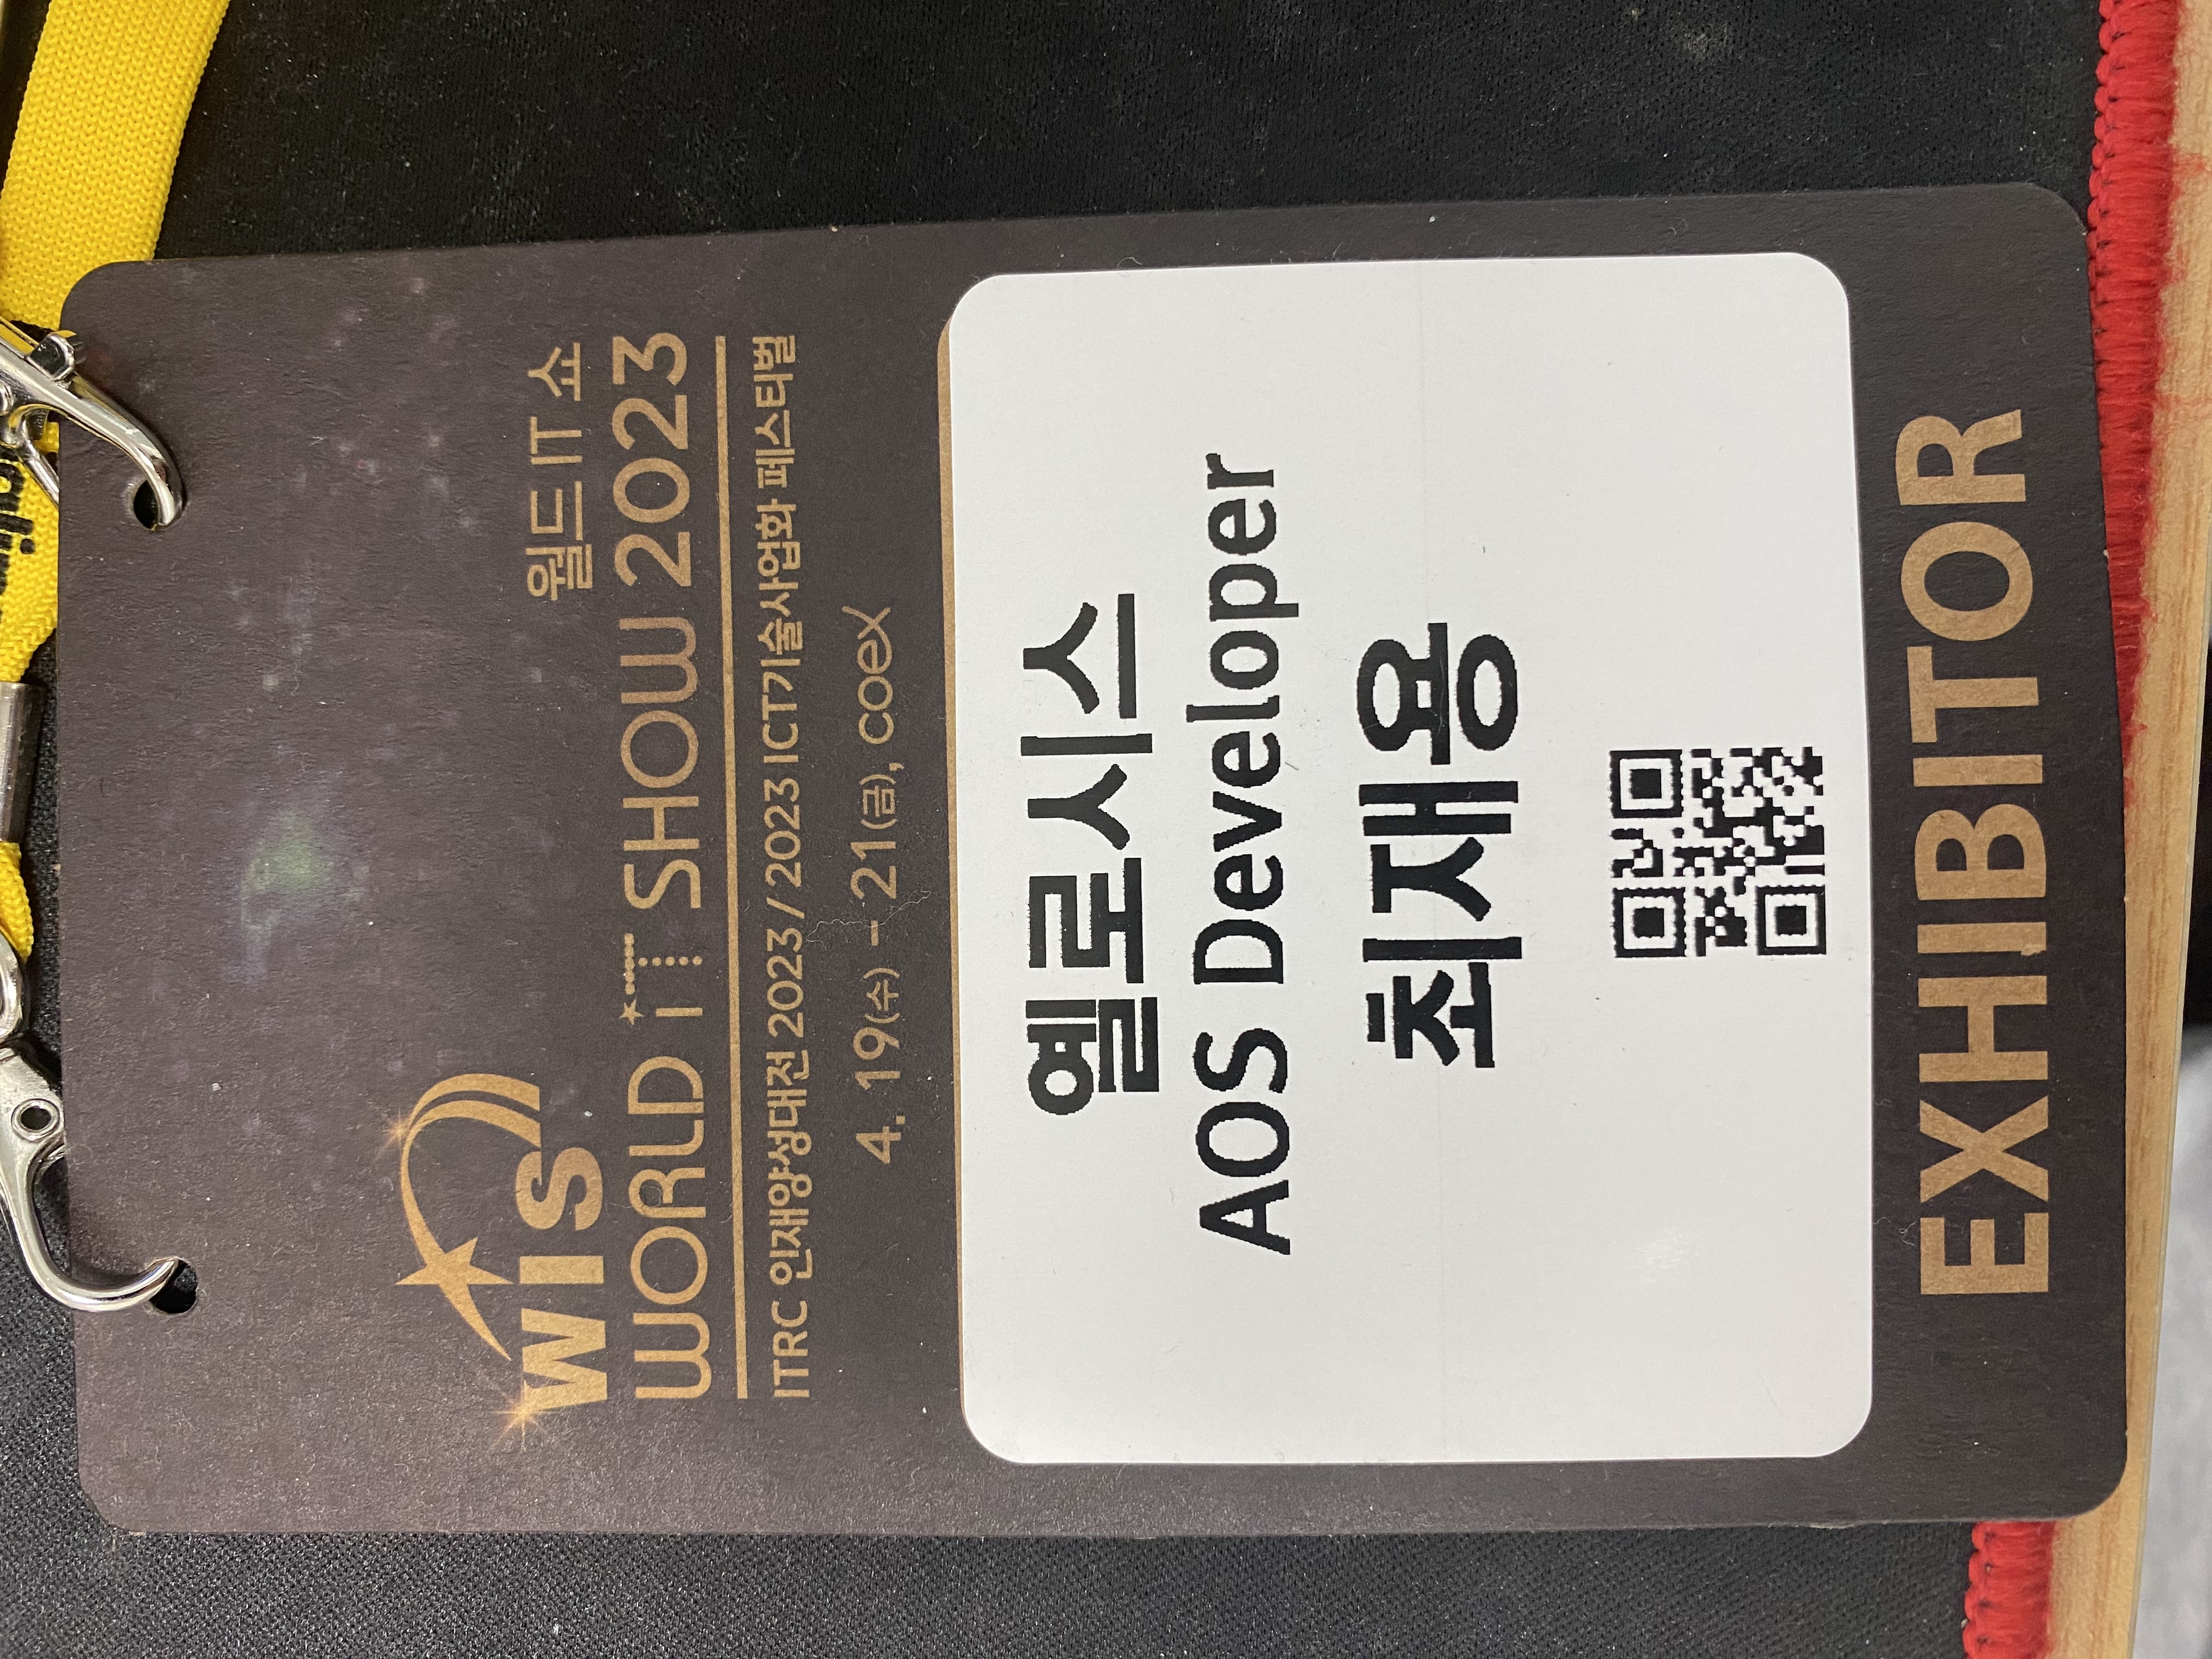 WIS
월드 IT 쇼
WORLD iT SHOW 2023
ITRC 인재양성대전 2023 / 2023 ICT기술사업화 페스티벌
4. 19(수) - 21(금), coex
옐로시스
AOS Developer
최재용
EXHIBITOR